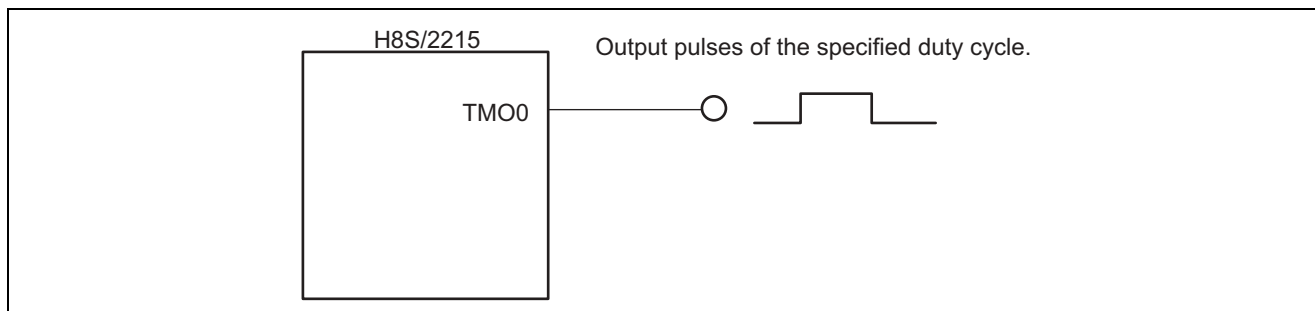 H8S/2215
Output pulses of the specified duty cycle.
TMO0